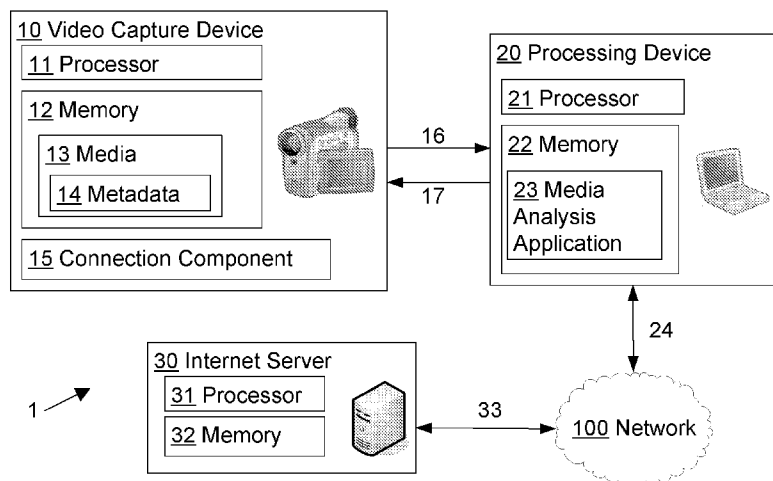 10 Video Capture Device
11 Processor
12 Memory
13 Media
14 Metadata
15 Connection Component
16
17
20 Processing Device
21 Processor
22 Memory
23 Media
Analysis
Application
24
30 Internet Server
31 Processor
32 Memory
33
100 Network
1